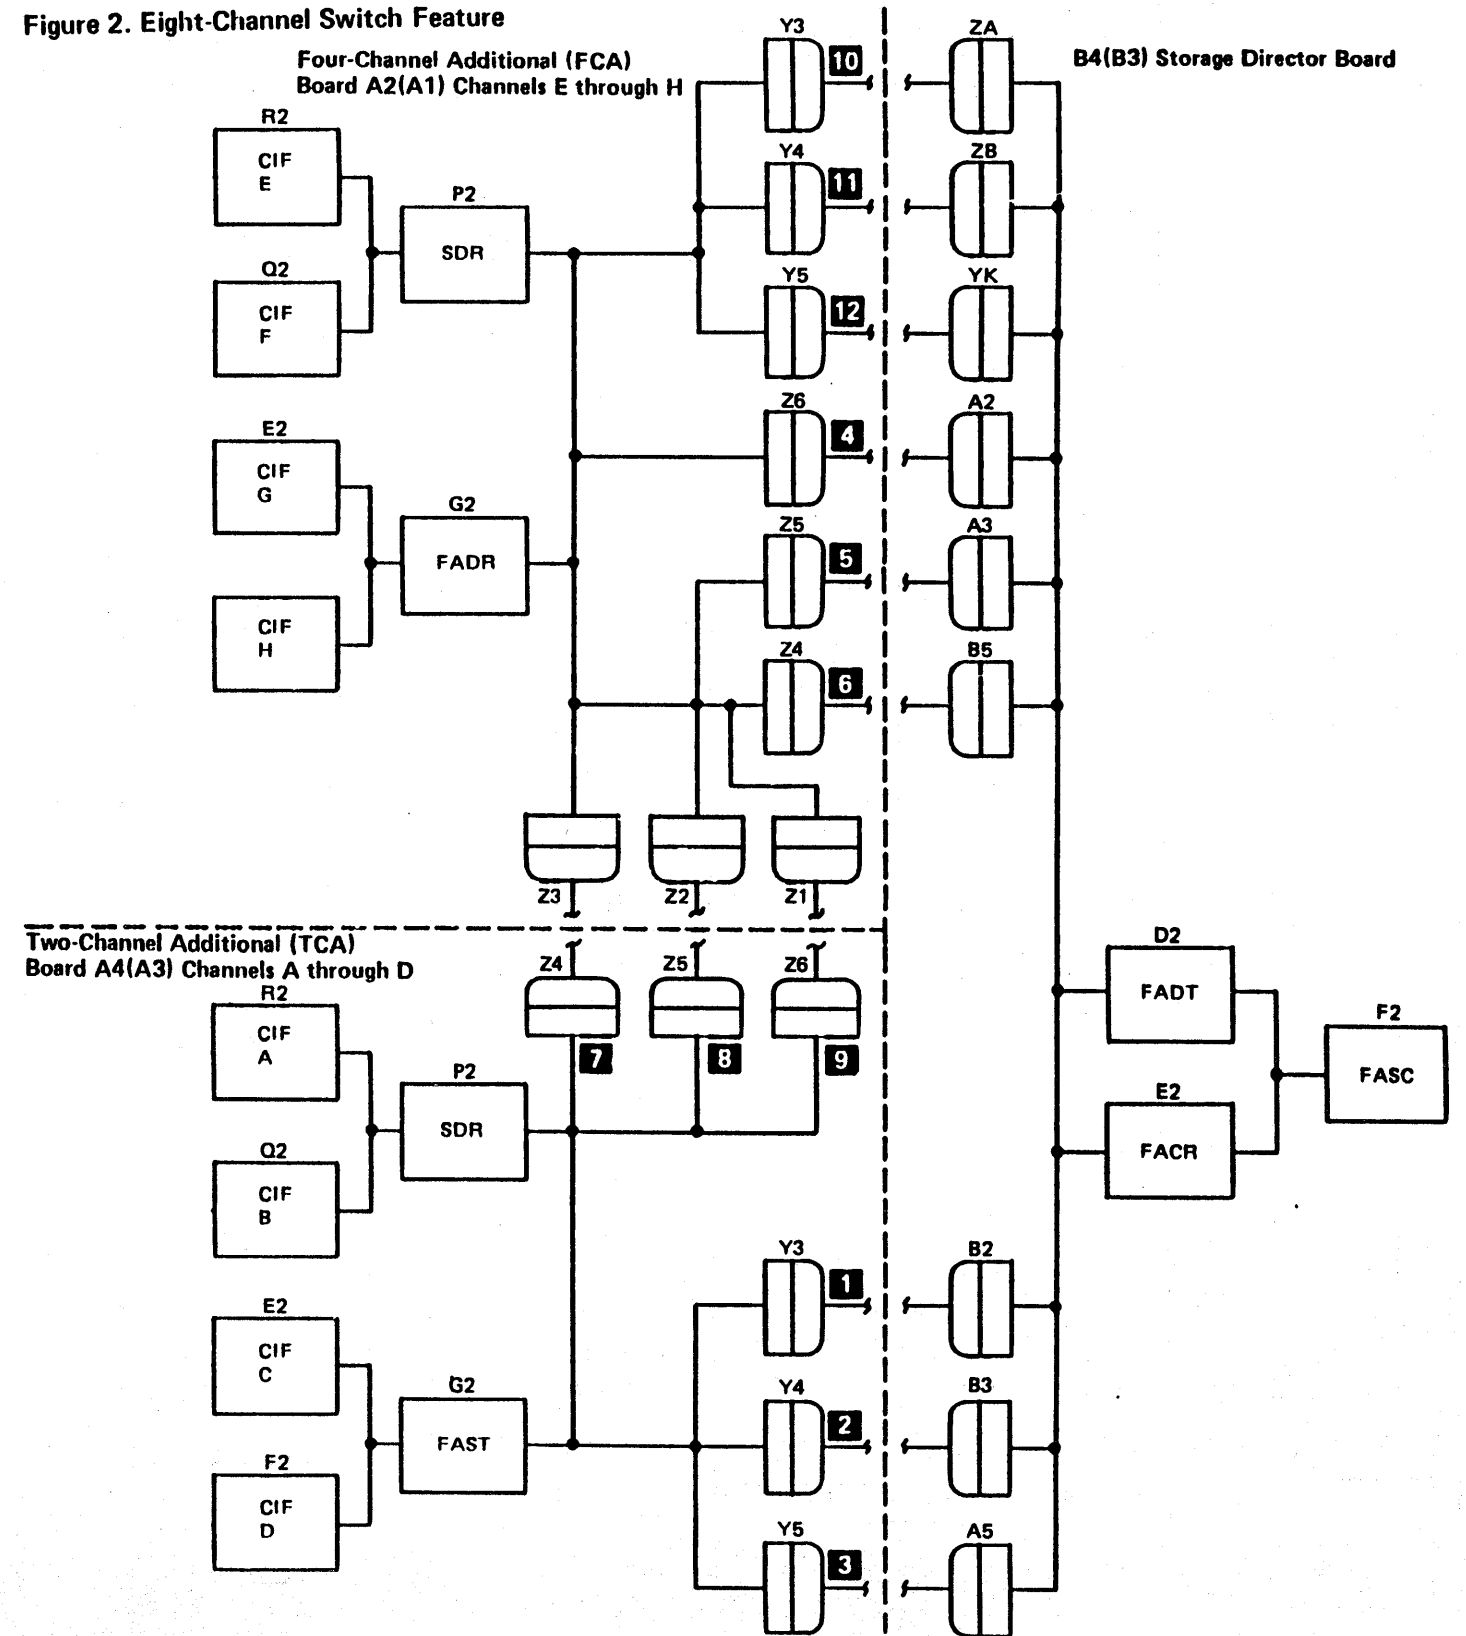 Figure 2. Eight-Channel Switch Feature
Four-Channel Additional (FCA)
Board A2(A1) Channels E through H
B4(B3) Storage Director Board
Y3
10
ZA
R2
CIF
E
Y4
11
ZB
P2
SDR
Q2
CIF
F
Y5
12
YK
Z6
4
A2
E2
CIF
G
G2
FADR
Z5
5
A3
CIF
H
Z4
6
B5
Z3
Z2
Z1
Two-Channel Additional (TCA)
Board A4(A3) Channels A through D
Z4
Z5
Z6
7
8
9
D2
FADT
F2
FASC
E2
FACR
R2
CIF
A
P2
SDR
Q2
CIF
B
Y3
1
B2
E2
CIF
C
G2
FAST
Y4
2
B3
F2
CIF
D
Y5
3
A5